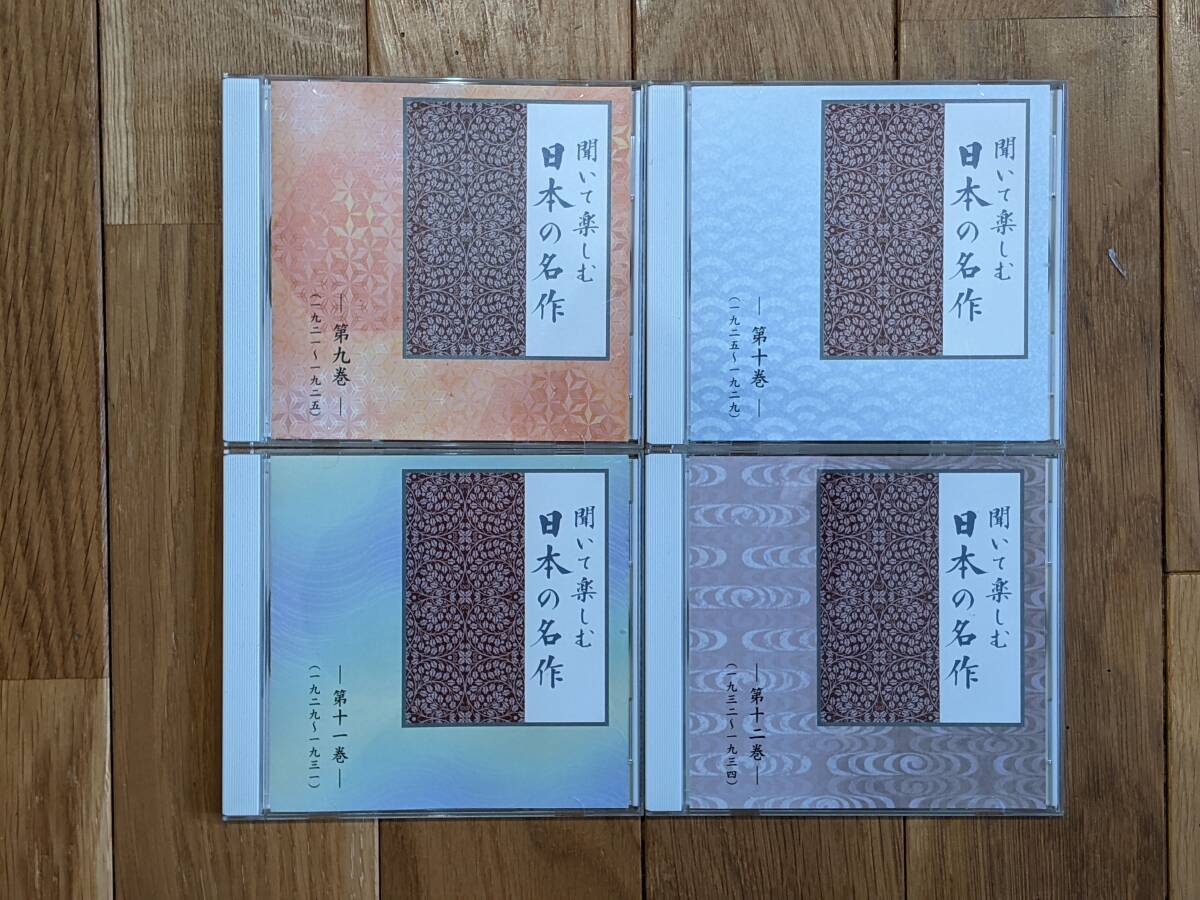 聞いて楽しむ
日本の名作
― 第九巻 ―
(一九二一〜一九二五)
聞いて楽しむ
日本の名作
― 第十巻 ―
(一九二五〜一九二九)
聞いて楽しむ
日本の名作
― 第十一巻 ―
(一九二九〜一九三一)
聞いて楽しむ
日本の名作
― 第十二巻 ―
(一九三二〜一九三四)